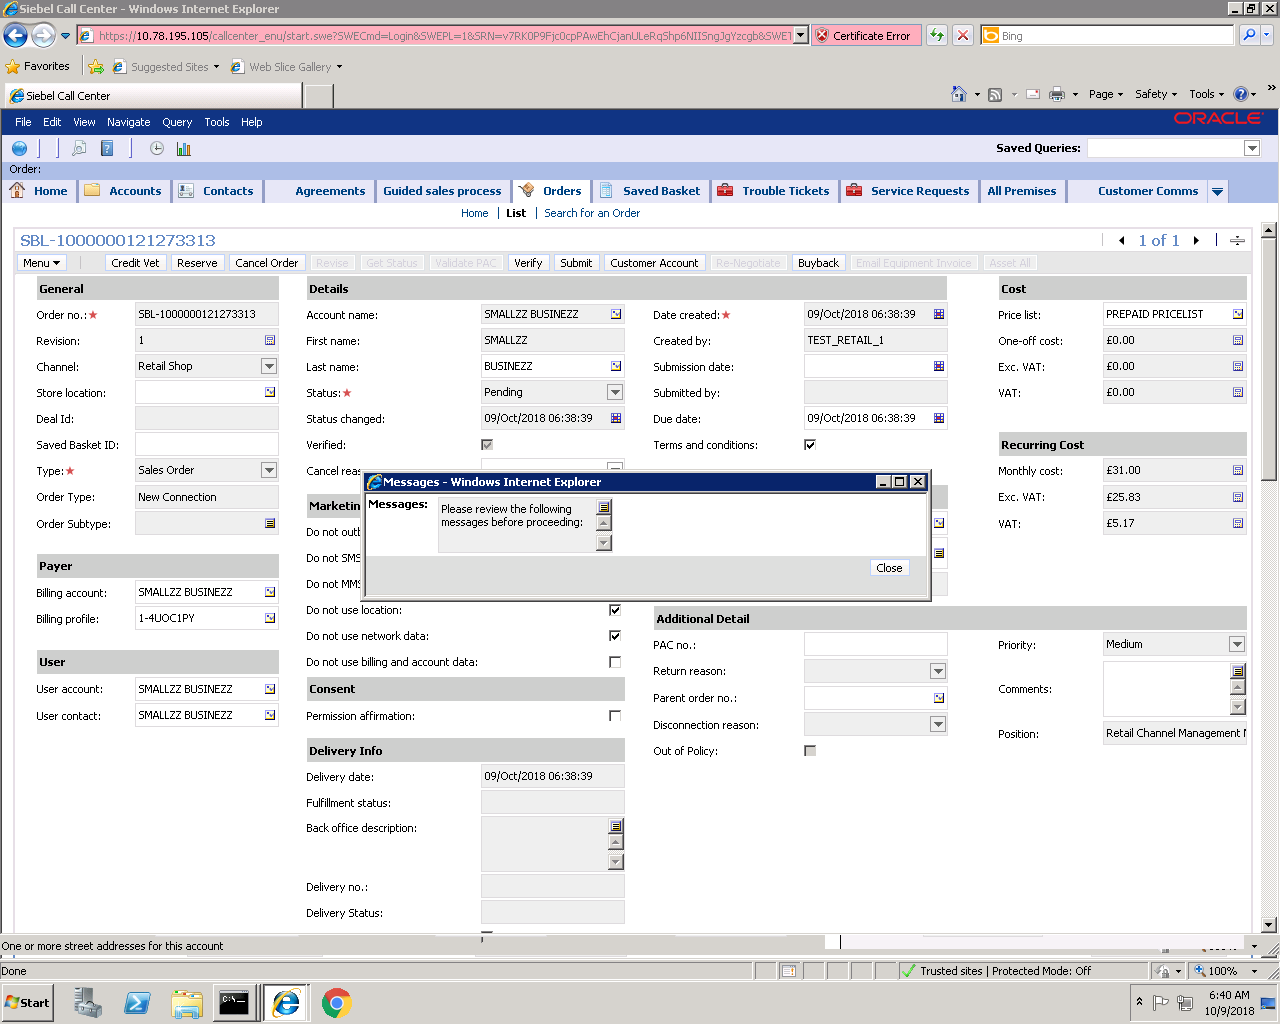 Siebel Call Center - Windows Internet Explorer
https://10.78.195.105/callcenter_enu/start.swe?SWECmd=Login&SWEPL=1&SRN=v7RK0P9Fjc0cpPAwEhCjanULeRqShp6NIISngJgYzcgb&SWET
Certificate Error
Bing
Favorites Suggested Sites Web Slice Gallery
Siebel Call Center
Page Safety Tools
File Edit View Navigate Query Tools Help
ORACLE
Saved Queries:
Order:
Home Accounts Contacts Agreements Guided sales process Orders Saved Basket Trouble Tickets Service Requests All Premises Customer Comms
Home List Search for an Order
SBL-1000000121273313
1 of 1
Menu Credit Vet Reserve Cancel Order Revise Get Status Validate PAC Verify Submit Customer Account Re-Negotiate Buyback Email Equipment Invoice Asset All
General
Order no.: SBL-1000000121273313
Revision: 1
Channel: Retail Shop
Store location:
Deal Id:
Saved Basket ID:
Type: Sales Order
Order Type: New Connection
Order Subtype:
Payer
Billing account: SMALLZZ BUSINEZZ
Billing profile: 1-4UOC1PY
User
User account: SMALLZZ BUSINEZZ
User contact: SMALLZZ BUSINEZZ
Details
Account name: SMALLZZ BUSINEZZ
First name: SMALLZZ
Last name: BUSINEZZ
Status: Pending
Status changed: 09/Oct/2018 06:38:39
Verified:
Cancel reas
Date created: 09/Oct/2018 06:38:39
Created by: TEST_RETAIL_1
Submission date:
Submitted by:
Due date: 09/Oct/2018 06:38:39
Terms and conditions:
Cost
Price list: PREPAID PRICELIST
One-off cost: £0.00
Exc. VAT: £0.00
VAT: £0.00
Recurring Cost
Monthly cost: £31.00
Exc. VAT: £25.83
VAT: £5.17
Messages - Windows Internet Explorer
Messages: Please review the following
messages before proceeding:
Close
Marketin
Do not outb
Do not SMS
Do not MMS
Do not use location:
Do not use network data:
Do not use billing and account data:
Consent
Permission affirmation:
Delivery Info
Delivery date: 09/Oct/2018 06:38:39
Fulfillment status:
Back office description:
Delivery no.:
Delivery Status:
Additional Detail
PAC no.:
Return reason:
Parent order no.:
Disconnection reason:
Out of Policy:
Priority: Medium
Comments:
Position: Retail Channel Management
One or more street addresses for this account
Done
Trusted sites | Protected Mode: Off
100%
Start
6:40 AM
10/9/2018